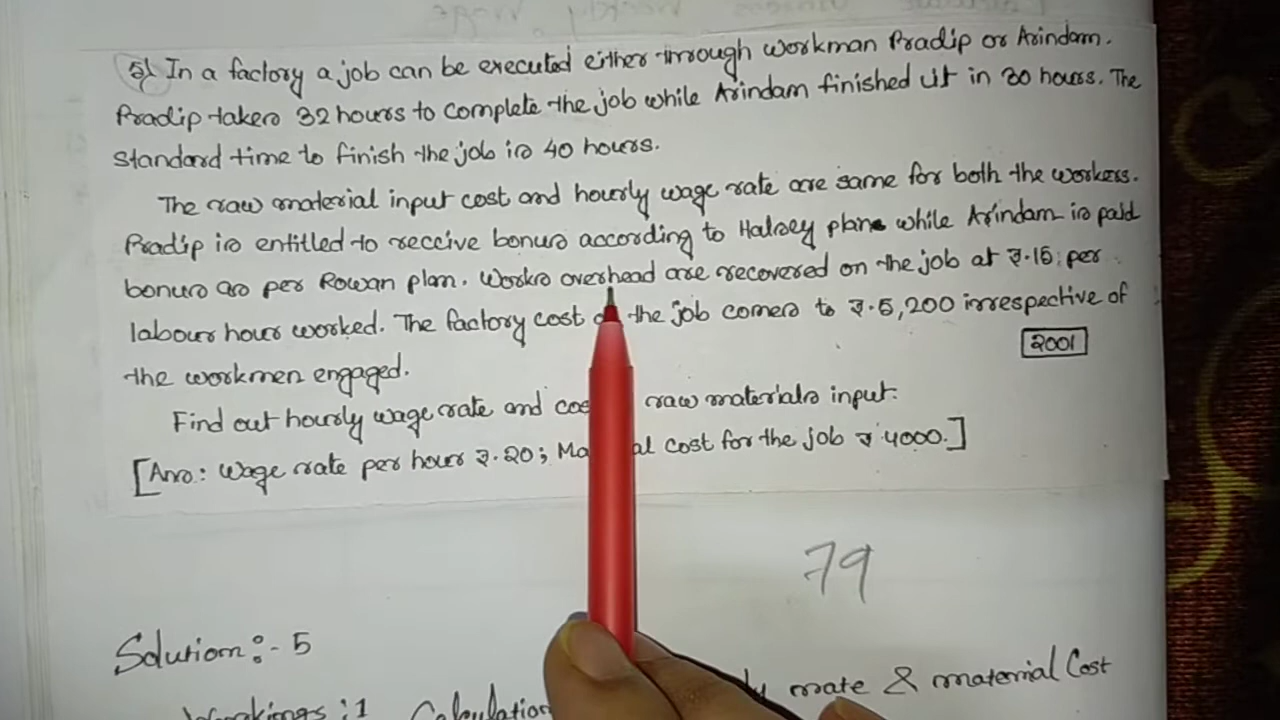 5) In a factory a job can be executed either through workman Pradip or Arindam.
Pradip takes 32 hours to complete the job while Arindam finished it in 30 hours. The
standard time to finish the job is 40 hours.
The raw material input cost and hourly wage rate are same for both the workers.
Pradip is entitled to receive bonus according to Halsey plan while Arindam is paid
bonus as per Rowan plan. Works overhead are recovered on the job at ₹.15 per
labour hour worked. The factory cost the job comes to ₹.5,200 irrespective of
the workmen engaged.
2001
Find out hourly wage rate and raw materials input.
[Ans.: Wage rate per hour ₹.20; cost for the job ₹ 4000.]
79
Solution:- 5
Workings:1 Calculation rate & material Cost